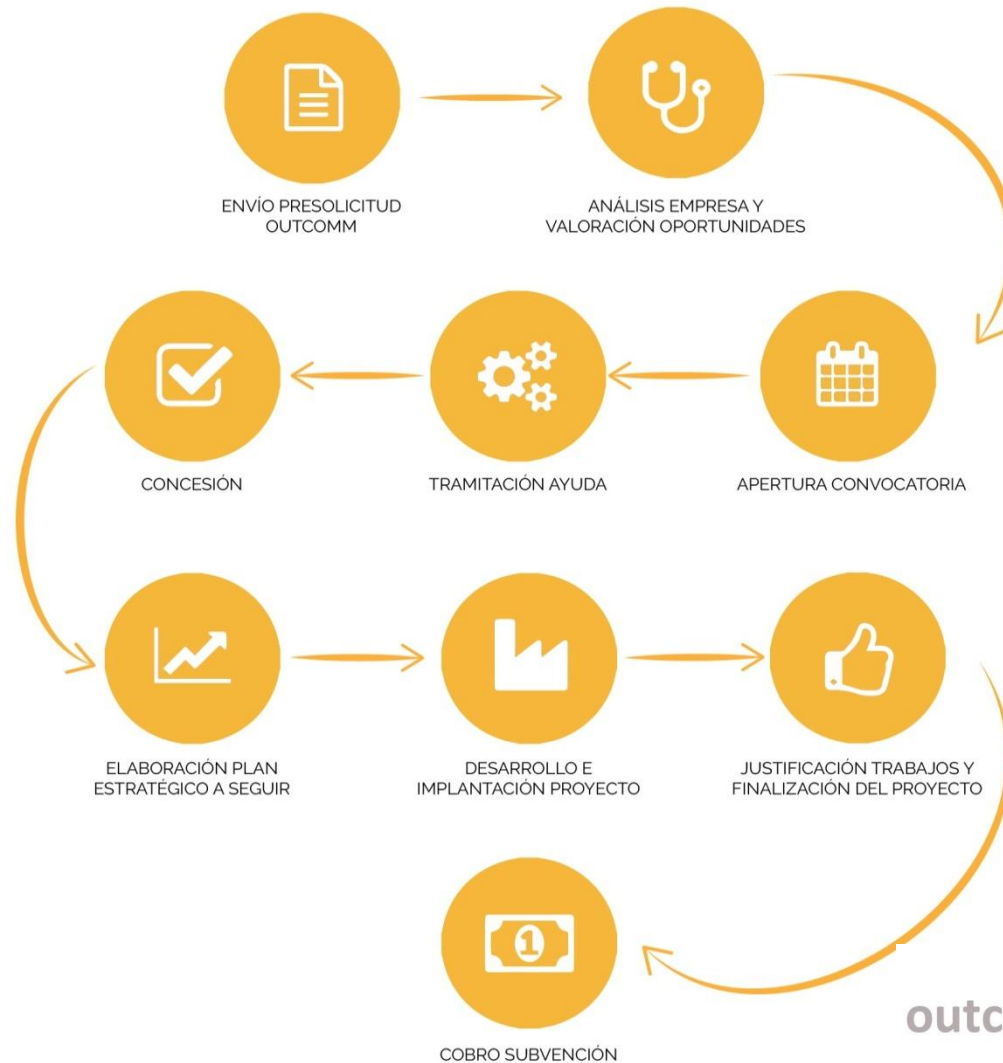 ENVÍO PRESOLICITUD
OUTCOMM
ANÁLISIS EMPRESA Y
VALORACIÓN OPORTUNIDADES
APERTURA CONVOCATORIA
TRAMITACIÓN AYUDA
CONCESIÓN
ELABORACIÓN PLAN
ESTRATÉGICO A SEGUIR
DESARROLLO E
IMPLANTACIÓN PROYECTO
JUSTIFICACIÓN TRABAJOS Y
FINALIZACIÓN DEL PROYECTO
1
COBRO SUBVENCIÓN
outc